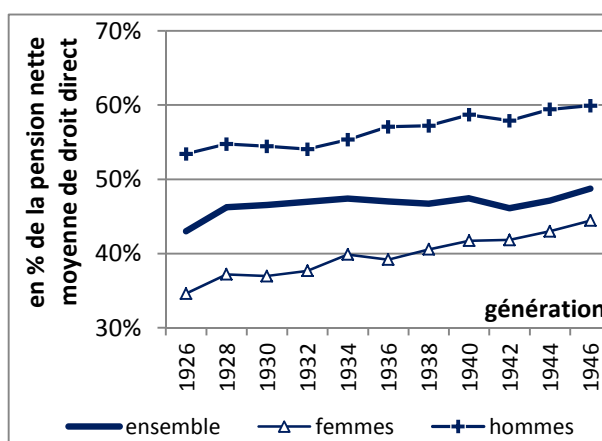 en % de la pension nette
moyenne de droit direct
70%
60%
50%
40%
30%
génération
1926
1928
1930
1932
1934
1936
1938
1940
1942
1944
1946
ensemble
femmes
hommes